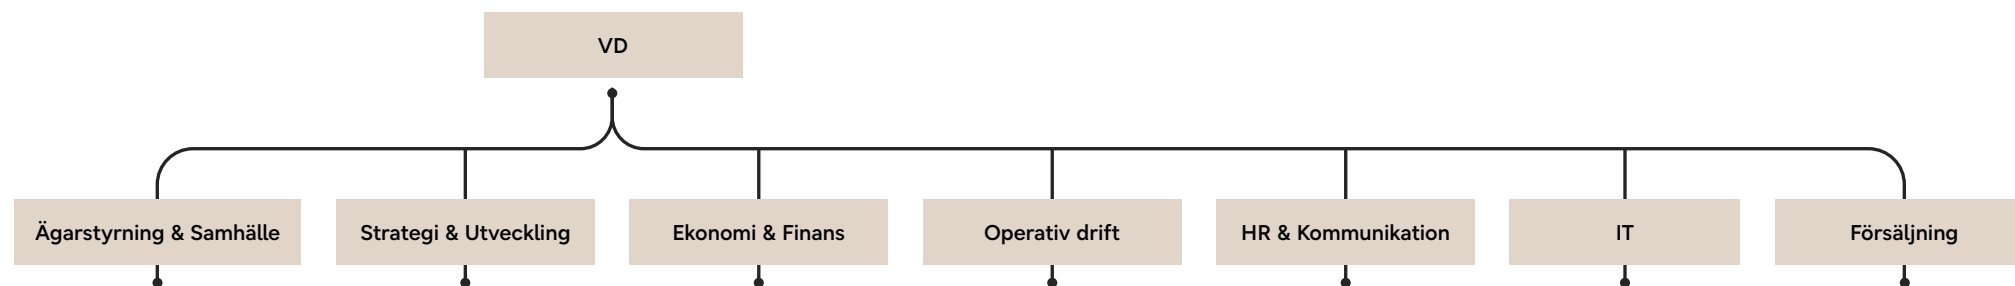 VD
Ägarstyrning & Samhälle
Strategi & Utveckling
Ekonomi & Finans
Operativ drift
HR & Kommunikation
IT
Försäljning